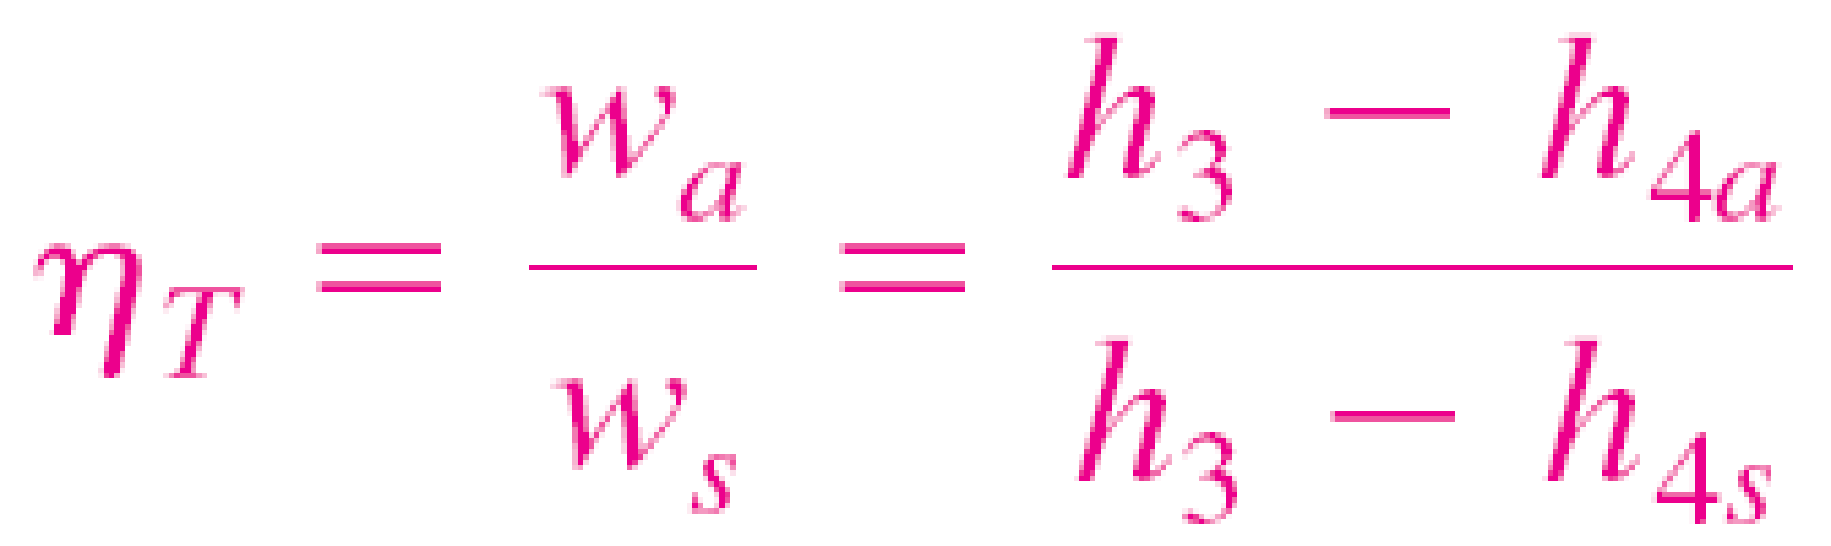 η_T = w_a / w_s = (h_3 − h_4a) / (h_3 − h_4s)